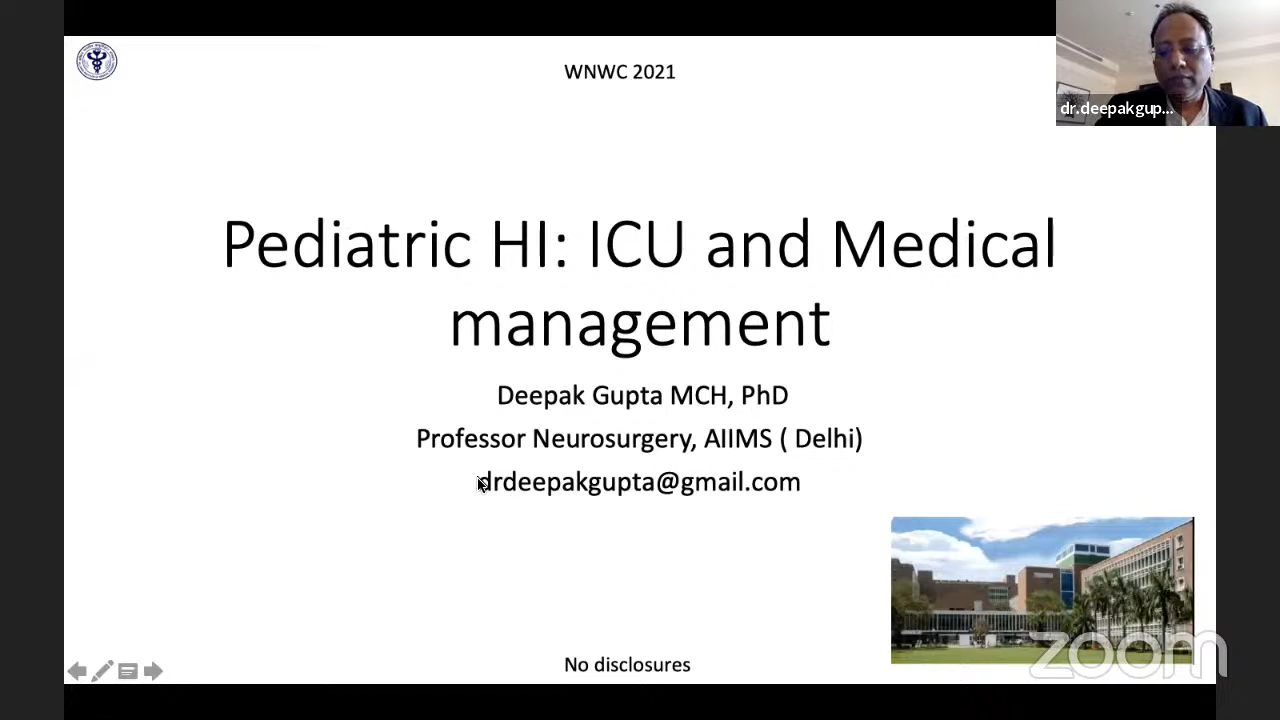 WNWC 2021
dr.deepakgup...
Pediatric HI: ICU and Medical
management
Deepak Gupta MCH, PhD
Professor Neurosurgery, AIIMS ( Delhi)
drdeepakgupta@gmail.com
No disclosures
zoom